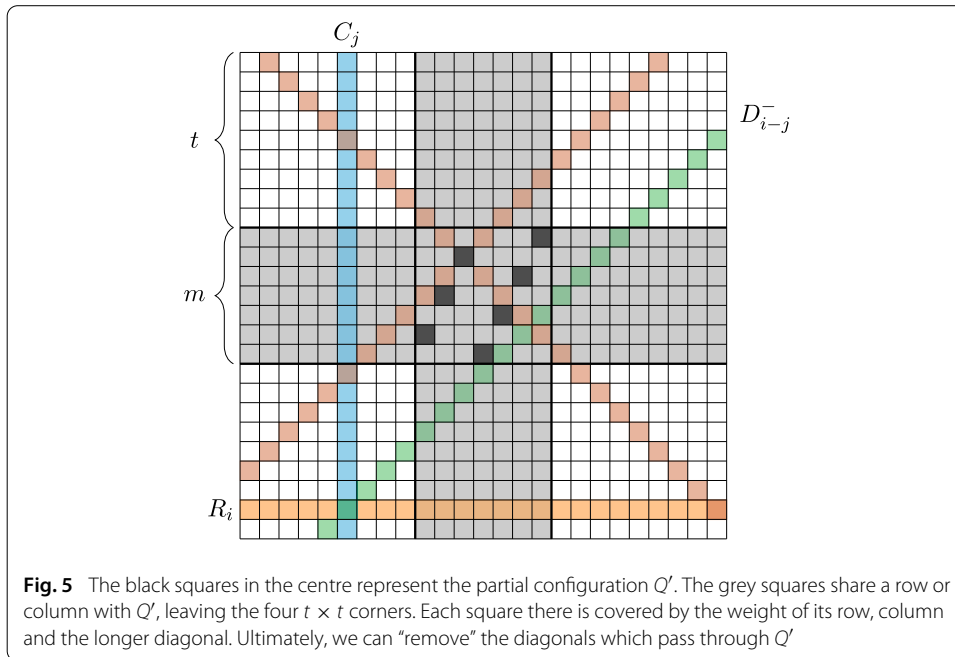 C_j
t
D^-_{i-j}
m
R_i
Fig. 5 The black squares in the centre represent the partial configuration Q′. The grey squares share a row or
column with Q′, leaving the four t × t corners. Each square there is covered by the weight of its row, column
and the longer diagonal. Ultimately, we can “remove” the diagonals which pass through Q′